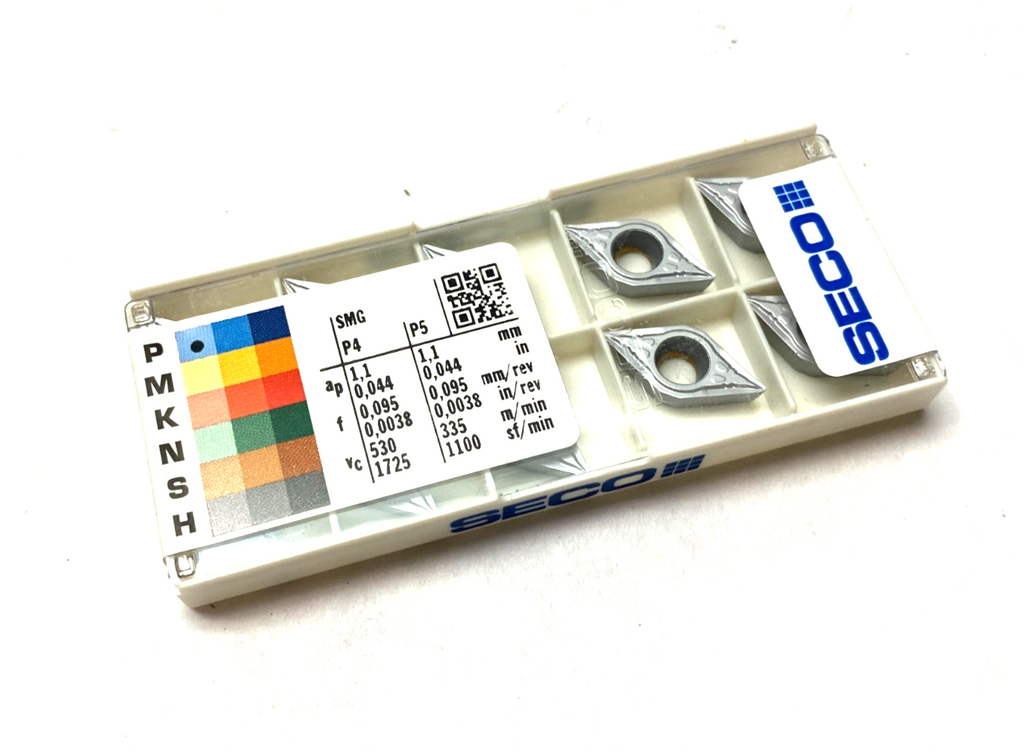 P
M
K
N
S
H
SMG
P4 P5
ap 1,1 1,1 mm
0,044 0,044 in
f 0,095 0,095 mm/rev
0,0038 0,0038 in/rev
vc 530 335 m/min
1725 1100 sf/min
SECO
SECO